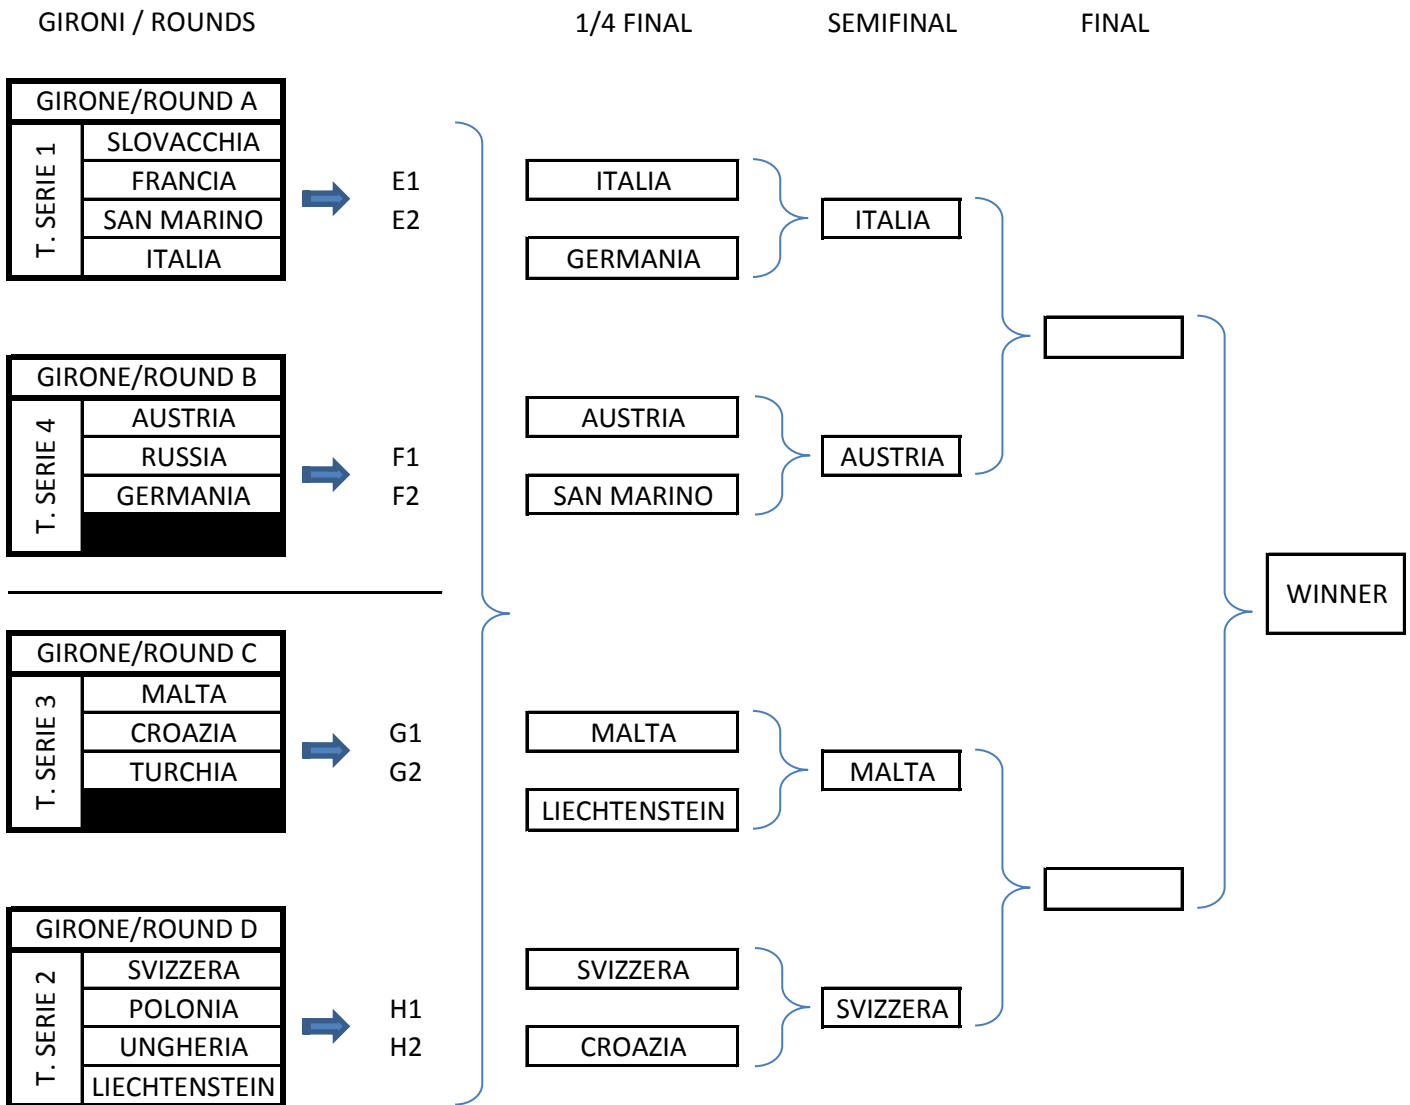 GIRONI / ROUNDS
1/4 FINAL
SEMIFINAL
FINAL
GIRONE/ROUND A
T. SERIE 1
SLOVACCHIA
FRANCIA
SAN MARINO
ITALIA
E1
E2
ITALIA
GERMANIA
ITALIA
GIRONE/ROUND B
T. SERIE 4
AUSTRIA
RUSSIA
GERMANIA
F1
F2
AUSTRIA
SAN MARINO
AUSTRIA
WINNER
GIRONE/ROUND C
T. SERIE 3
MALTA
CROAZIA
TURCHIA
G1
G2
MALTA
LIECHTENSTEIN
MALTA
GIRONE/ROUND D
T. SERIE 2
SVIZZERA
POLONIA
UNGHERIA
LIECHTENSTEIN
H1
H2
SVIZZERA
CROAZIA
SVIZZERA